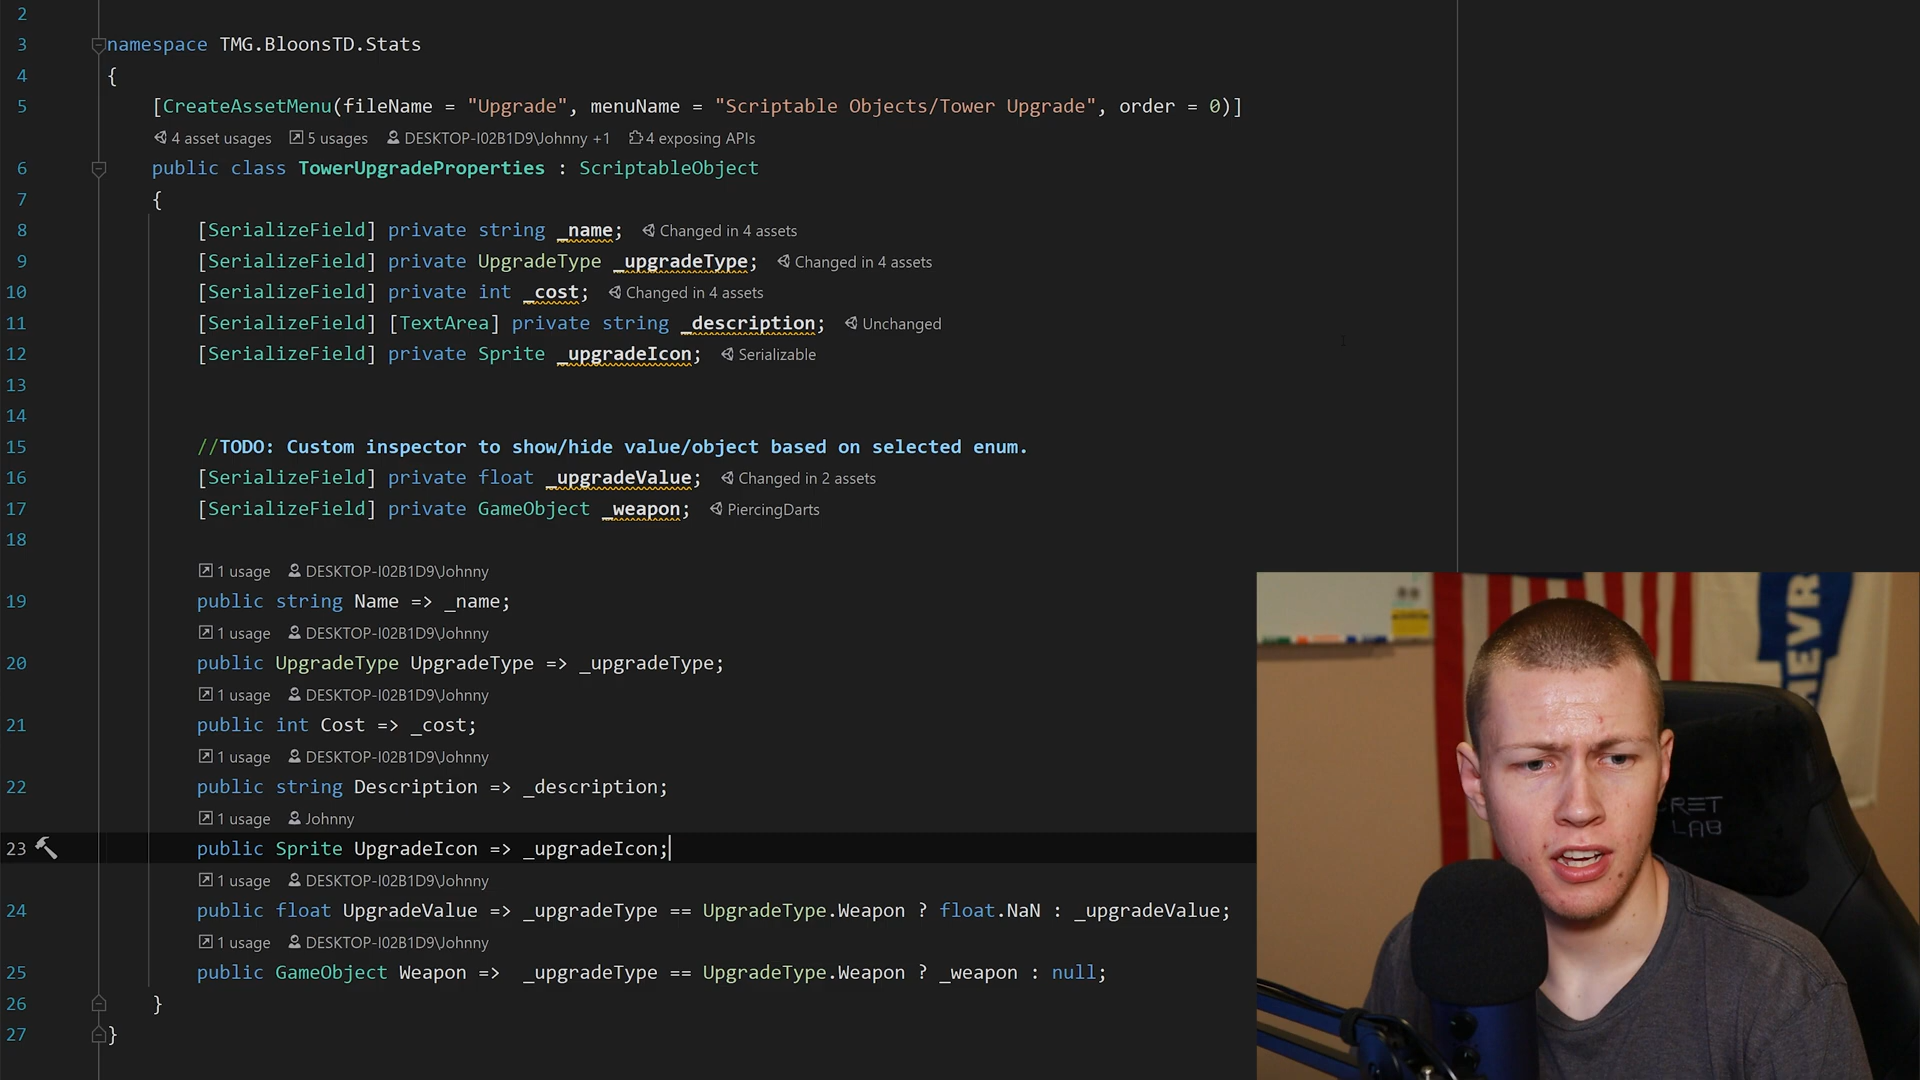 2
3 namespace TMG.BloonsTD.Stats
4 {
5 [CreateAssetMenu(fileName = "Upgrade", menuName = "Scriptable Objects/Tower Upgrade", order = 0)]
4 asset usages 5 usages DESKTOP-I02B1D9\Johnny +1 4 exposing APIs
6 public class TowerUpgradeProperties : ScriptableObject
7 {
8 [SerializeField] private string _name; Changed in 4 assets
9 [SerializeField] private UpgradeType _upgradeType; Changed in 4 assets
10 [SerializeField] private int _cost; Changed in 4 assets
11 [SerializeField] [TextArea] private string _description; Unchanged
12 [SerializeField] private Sprite _upgradeIcon; Serializable
13
14
15 //TODO: Custom inspector to show/hide value/object based on selected enum.
16 [SerializeField] private float _upgradeValue; Changed in 2 assets
17 [SerializeField] private GameObject _weapon; PiercingDarts
18
1 usage DESKTOP-I02B1D9\Johnny
19 public string Name => _name;
1 usage DESKTOP-I02B1D9\Johnny
20 public UpgradeType UpgradeType => _upgradeType;
1 usage DESKTOP-I02B1D9\Johnny
21 public int Cost => _cost;
1 usage DESKTOP-I02B1D9\Johnny
22 public string Description => _description;
1 usage Johnny
23 public Sprite UpgradeIcon => _upgradeIcon;
1 usage DESKTOP-I02B1D9\Johnny
24 public float UpgradeValue => _upgradeType == UpgradeType.Weapon ? float.NaN : _upgradeValue;
1 usage DESKTOP-I02B1D9\Johnny
25 public GameObject Weapon => _upgradeType == UpgradeType.Weapon ? _weapon : null;
26 }
27 }
EVR
RET
LAB